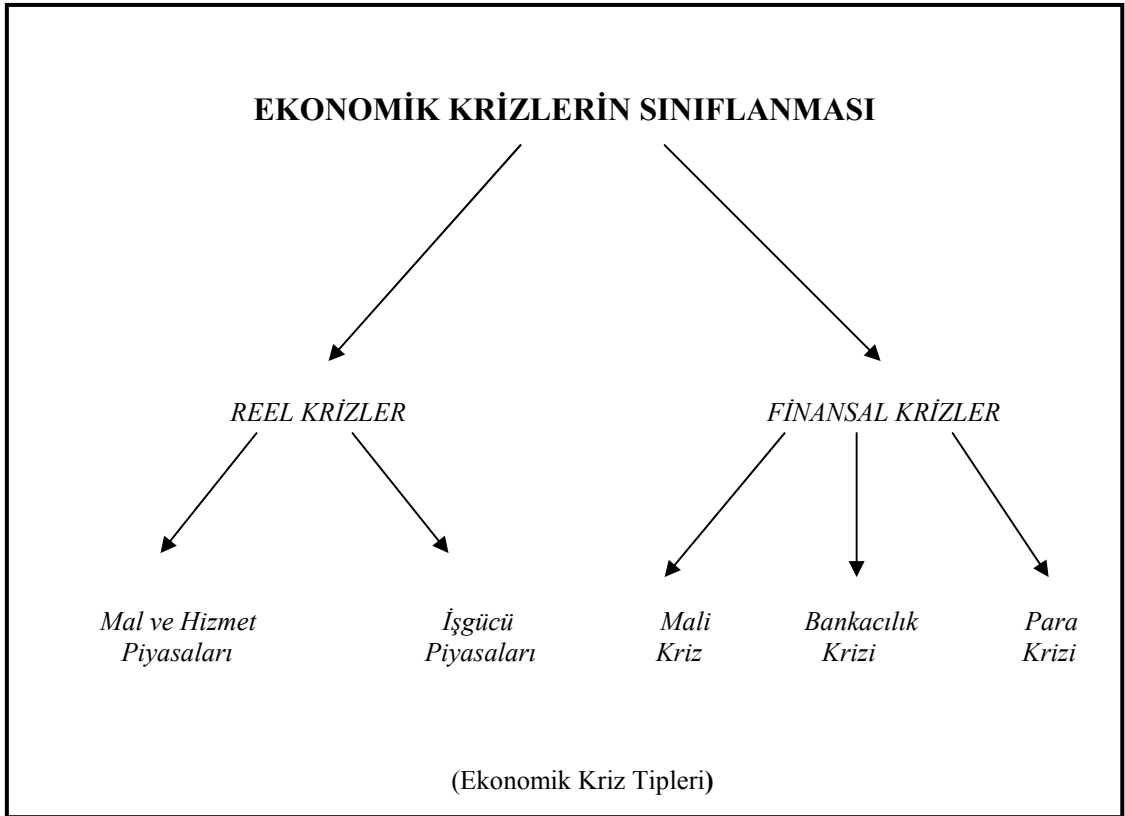 EKONOMİK KRİZLERİN SINIFLANMASI
REEL KRİZLER
FİNANSAL KRİZLER
Mal ve Hizmet
Piyasaları
İşgücü
Piyasaları
Mali
Kriz
Bankacılık
Krizi
Para
Krizi
(Ekonomik Kriz Tipleri)